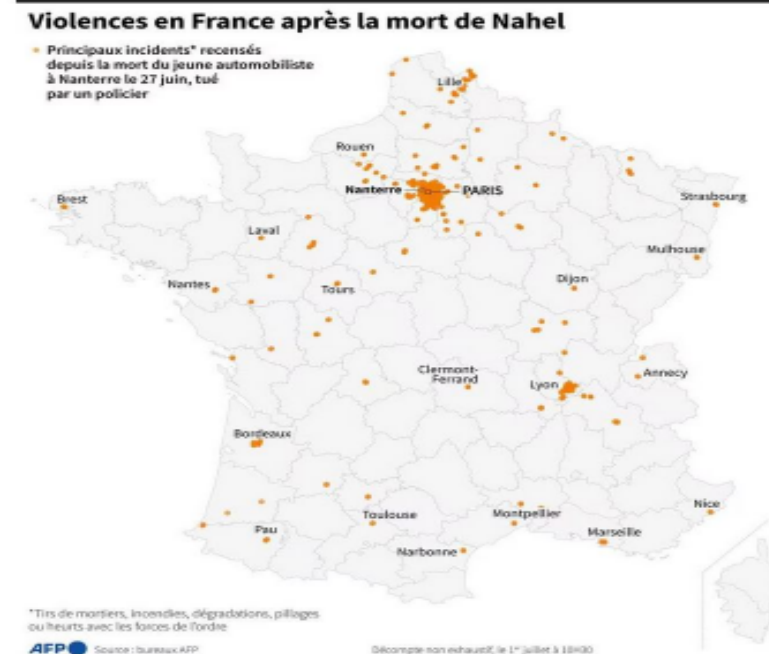 Violences en France après la mort de Nahel
Principaux incidents* recensés
depuis la mort du jeune automobiliste
à Nanterre le 27 juin, tué
par un policier
Lille
Rouen
Nanterre
PARIS
Brest
Strasbourg
Laval
Mulhouse
Nantes
Tours
Dijon
Clermont-
Ferrand
Lyon
Annecy
Bordeaux
Nice
Toulouse
Montpellier
Pau
Marseille
Narbonne
*Tirs de mortiers, incendies, dégradations, pillages
ou heurts avec les forces de l'ordre
AFP Source : bureaux AFP Décompte non exhaustif, le 1er juillet à 10H30